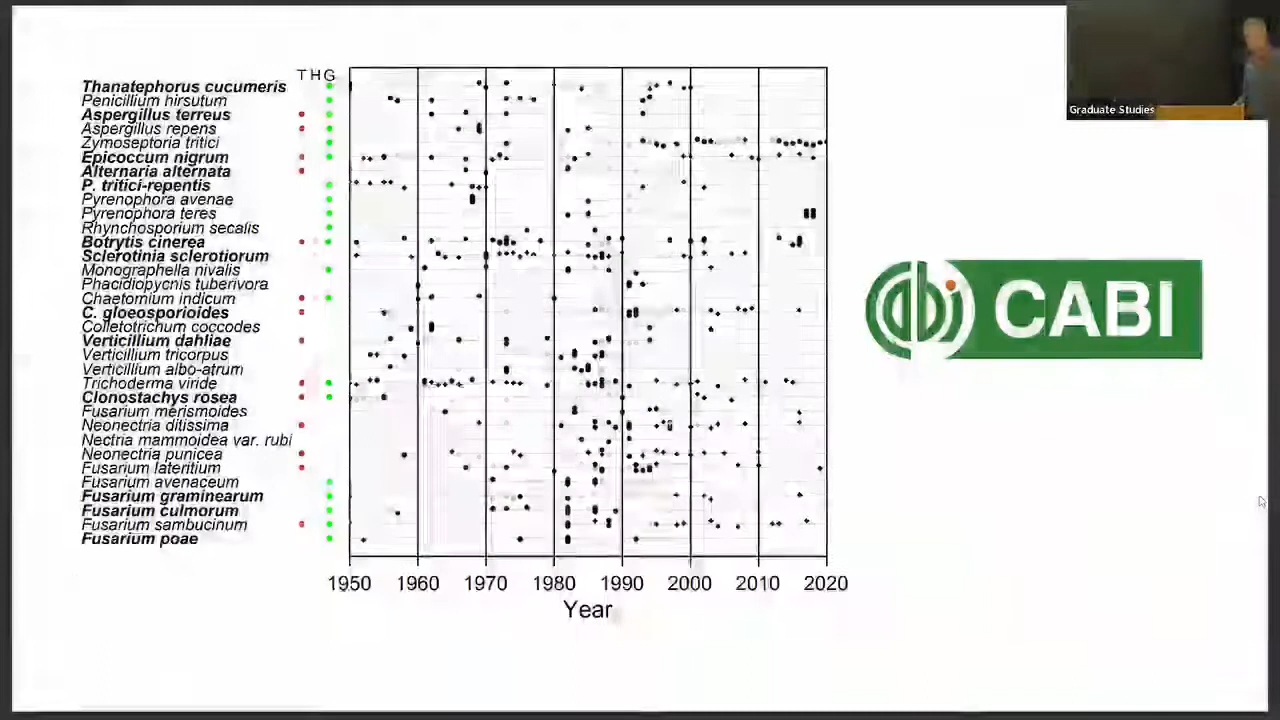 T H G
Thanatephorus cucumeris
Penicillium hirsutum
Aspergillus terreus
Aspergillus repens
Zymoseptoria tritici
Epicoccum nigrum
Alternaria alternata
P. tritici-repentis
Pyrenophora avenae
Pyrenophora teres
Rhynchosporium secalis
Botrytis cinerea
Sclerotinia sclerotiorum
Monographella nivalis
Phacidiopycnis tuberivora
Chaetomium indicum
C. gloeosporioides
Colletotrichum coccodes
Verticillium dahliae
Verticillium tricorpus
Verticillium albo-atrum
Trichoderma viride
Clonostachys rosea
Fusarium merismoides
Neonectria ditissima
Nectria mammoidea var. rubi
Neonectria punicea
Fusarium lateritium
Fusarium avenaceum
Fusarium graminearum
Fusarium culmorum
Fusarium sambucinum
Fusarium poae
1950 1960 1970 1980 1990 2000 2010 2020
Year
CABI
Graduate Studies